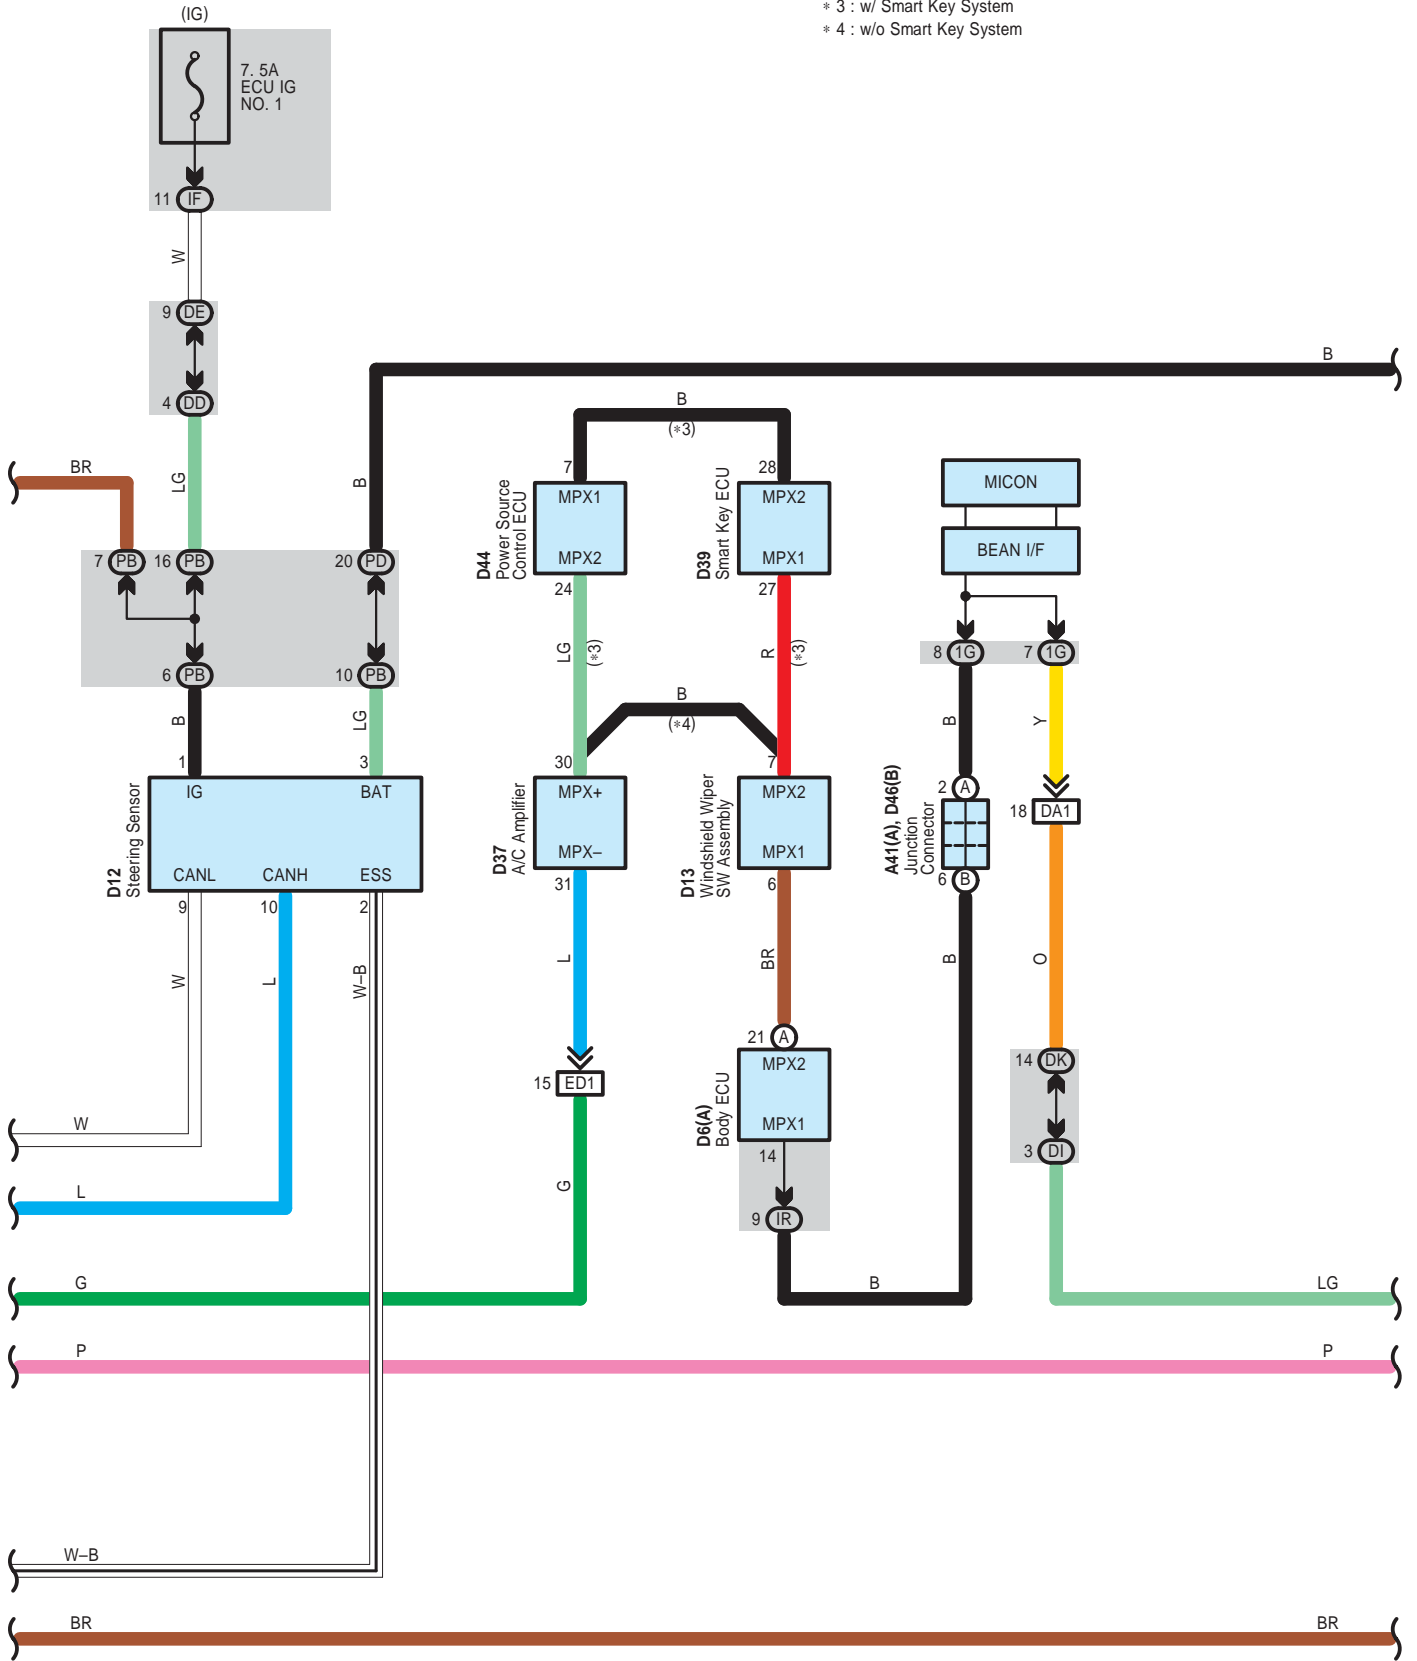 (IG)
∗ 3 : w/ Smart Key System
∗ 4 : w/o Smart Key System
7. 5A
ECU IG
NO. 1
11 IF
W
9 DE
4 DD
B
B
(∗3)
BR
LG
B
7
28
MPX1
MPX2
D44
Power Source
Control ECU
MPX2
24
MPX2
D39
Smart Key ECU
MPX1
27
MICON
BEAN I/F
7 PB
16 PB
20 PD
6 PB
10 PB
LG
(∗3)
R
(∗3)
8 1G
7 1G
B
LG
B
(∗4)
B
Y
1
3
30
7
IG
BAT
D12
Steering Sensor
CANL
CANH
ESS
MPX+
D37
A/C Amplifier
MPX–
MPX2
D13
Windshield Wiper
SW Assembly
MPX1
2 A
A41(A), D46(B)
Junction
Connector
6 B
18 DA1
9
10
2
31
6
W
L
W–B
L
BR
B
O
21 A
MPX2
D6(A)
Body ECU
MPX1
14
9 IR
15 ED1
14 DK
3 DI
W
L
G
G
B
LG
P
P
W–B
BR
BR